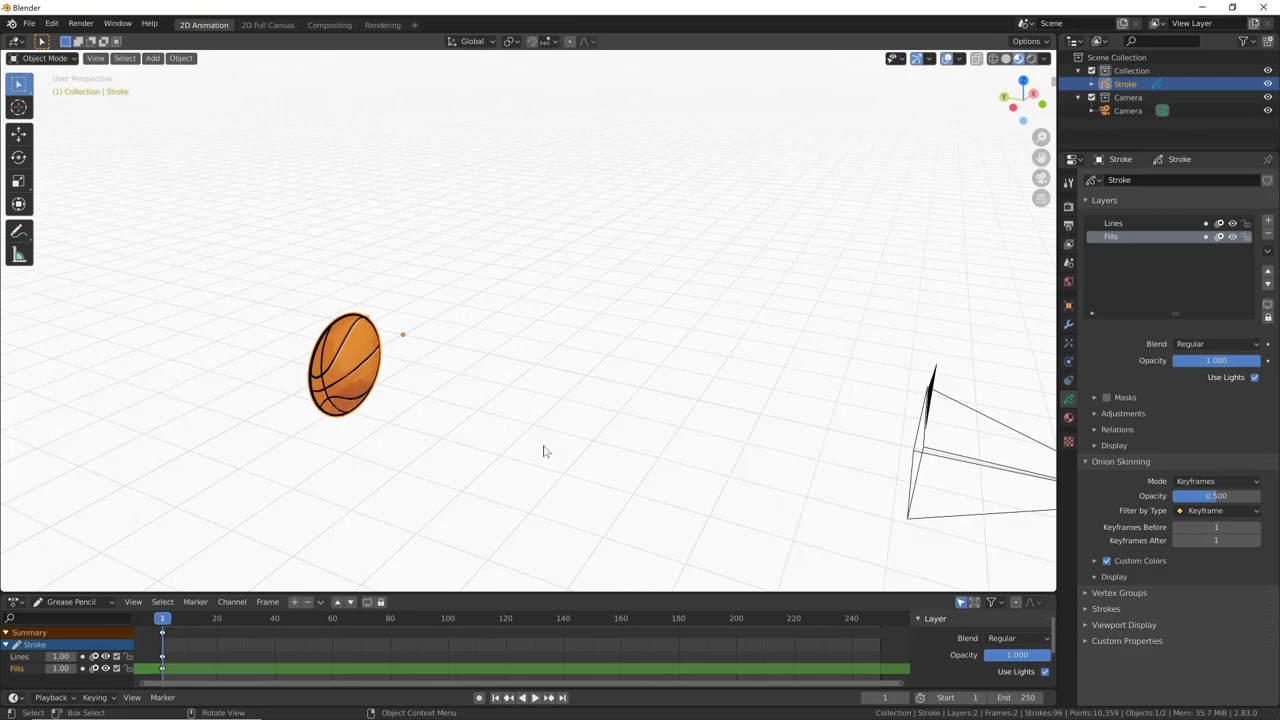 Blender
File Edit Render Window Help 2D Animation 2D Full Canvas Compositing Rendering + Scene View Layer
Global Options
Object Mode View Select Add Object
User Perspective
(1) Collection | Stroke
Z
X
Y
Scene Collection
Collection
Stroke
Camera
Camera
Stroke Stroke
Stroke
Layers
Lines
Fills
Blend Regular
Opacity 1.000
Use Lights
Masks
Adjustments
Relations
Display
Onion Skinning
Mode Keyframes
Opacity 0.500
Filter by Type Keyframe
Keyframes Before 1
Keyframes After 1
Custom Colors
Display
Vertex Groups
Strokes
Viewport Display
Custom Properties
Grease Pencil View Select Marker Channel Frame
1 20 40 60 80 100 120 140 160 180 200 220 240
Summary
Stroke
Lines 1.00
Fills 1.00
Layer
Blend Regular
Opacity 1.000
Use Lights
Playback Keying View Marker 1 Start 1 End 250
Select Box Select Rotate View Object Context Menu Collection | Stroke | Layers:2 | Frames:2 | Strokes:96 | Points:10,359 | Objects:1/2 | Mem: 35.7 MiB | 2.83.0